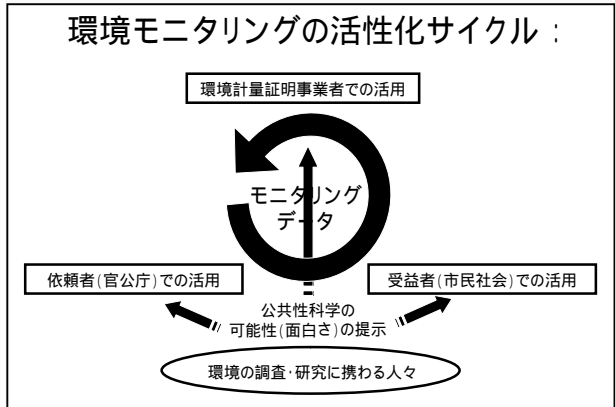 環境モニタリングの活性化サイクル：
環境計量証明事業者での活用
モニタリング
データ
依頼者(官公庁)での活用
受益者(市民社会)での活用
公共性科学の
可能性(面白さ)の提示
環境の調査･研究に携わる人々